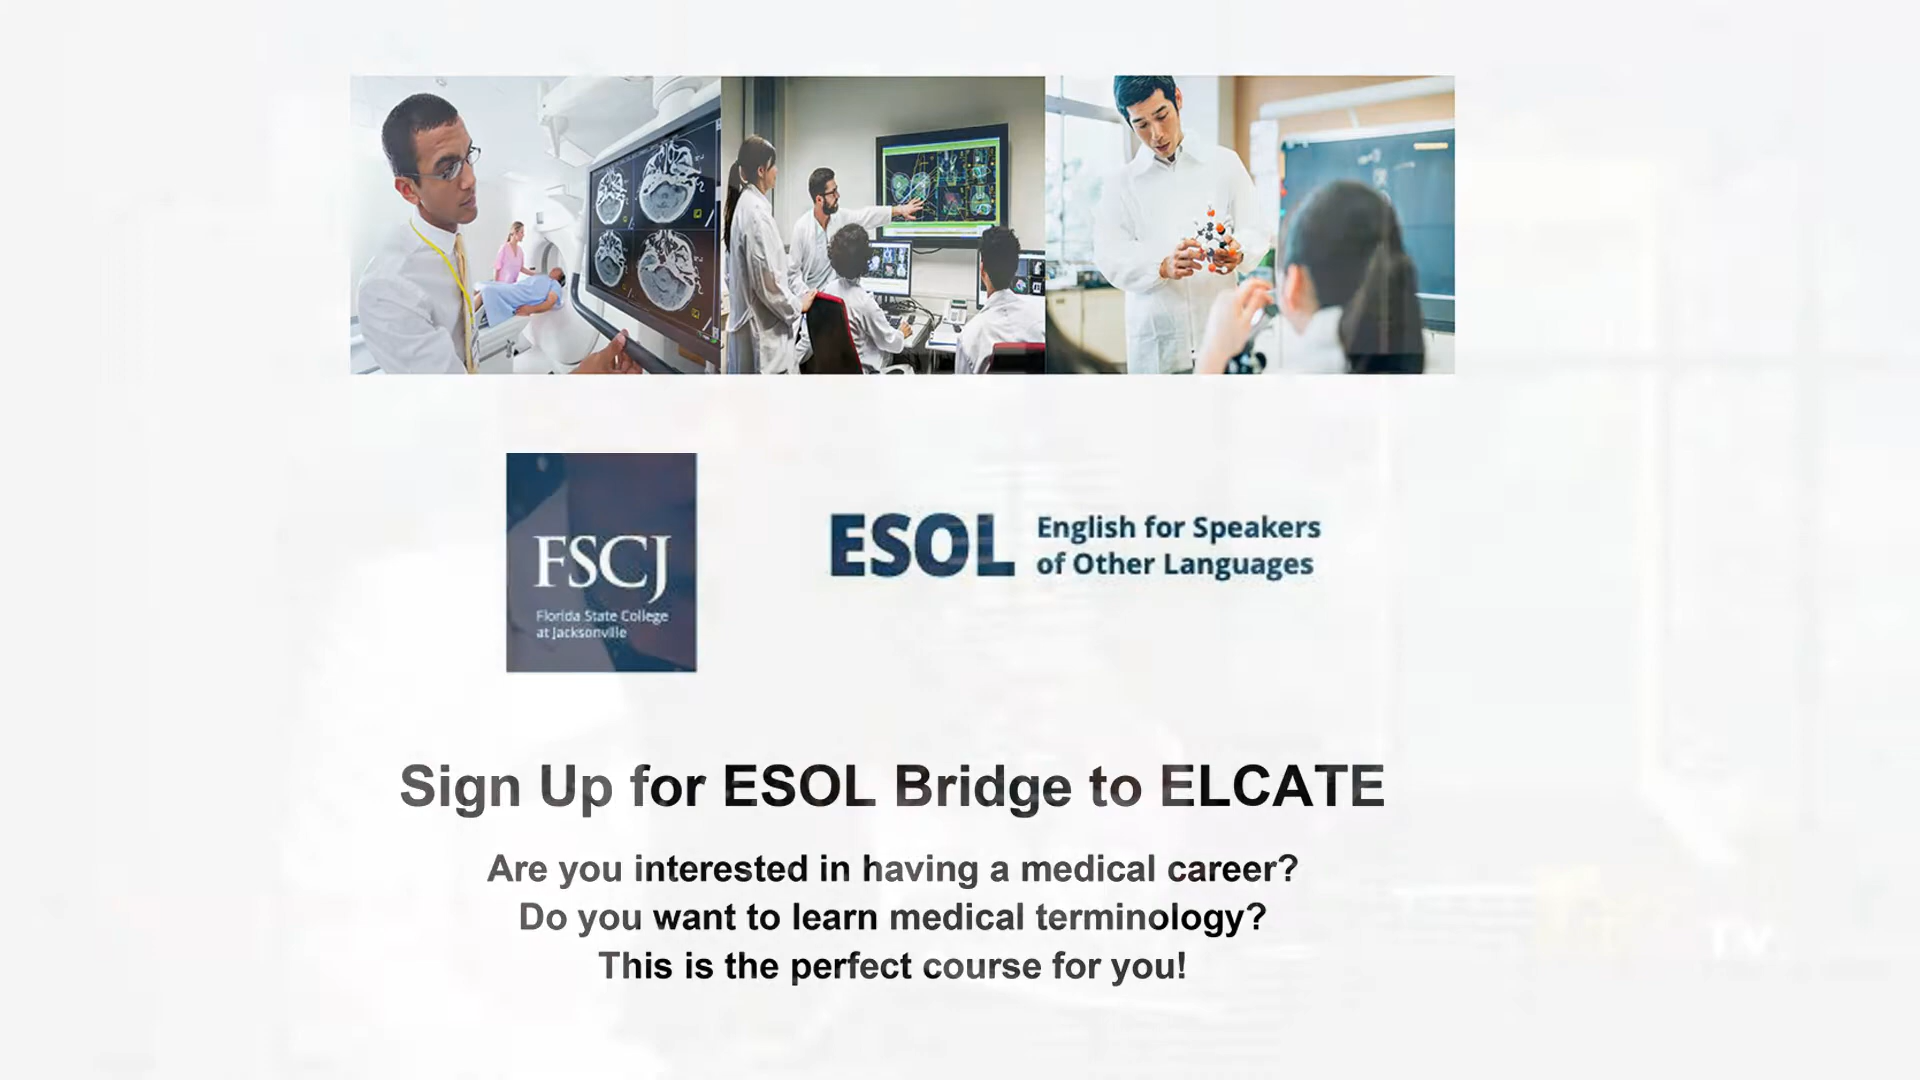 FSCJ
Florida State College
at Jacksonville
ESOL
English for Speakers
of Other Languages
Sign Up for ESOL Bridge to ELCATE
Are you interested in having a medical career?
Do you want to learn medical terminology?
This is the perfect course for you!
TV